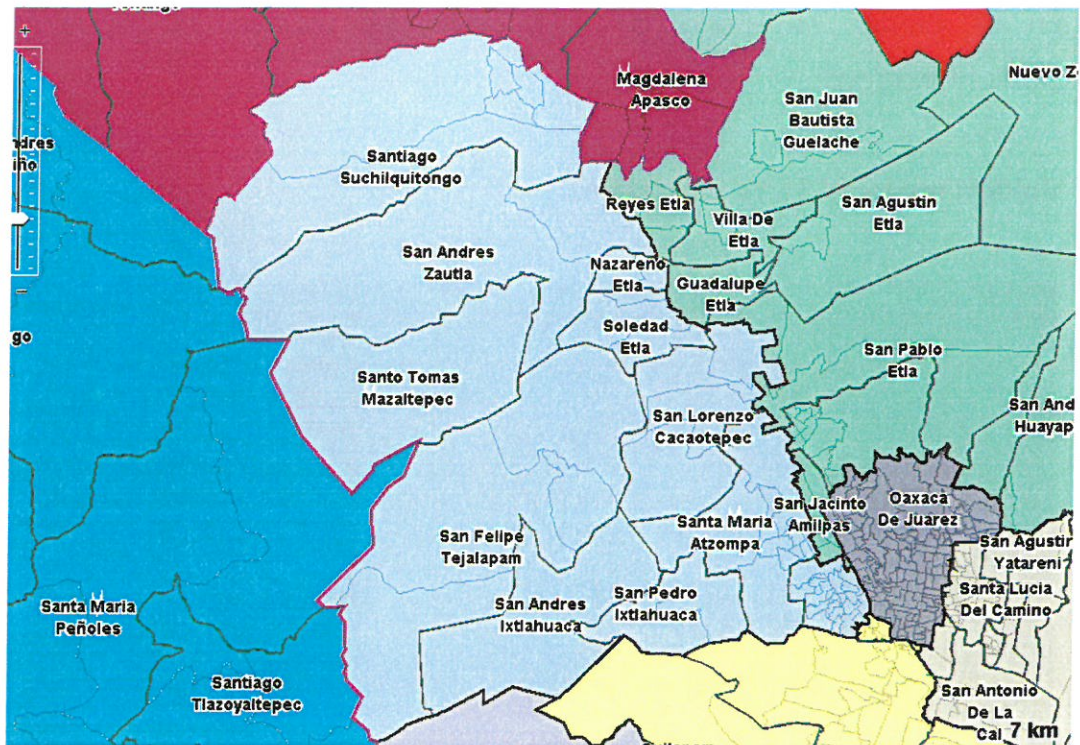 Magdalena
Apasco
Nuevo Z
San Juan
Bautista
Guelache
ndres
iño
Santiago
Suchilquitongo
Reyes Etla
Villa De
Etla
San Agustin
Etla
San Andres
Zautla
Nazareno
Etla
Guadalupe
Etla
go
Soledad
Etla
San Pablo
Etla
Santo Tomas
Mazaltepec
San Lorenzo
Cacaotepec
San And
Huayap
San Jacinto
Amilpas
Oaxaca
De Juarez
San Felipe
Tejalapam
Santa Maria
Atzompa
San Agustin
Yatareni
Santa Lucia
Del Camino
San Andres
Ixtlahuaca
San Pedro
Ixtlahuaca
Santa Maria
Peñoles
Santiago
Tlazoyaltepec
San Antonio
De La
Cal
7 km